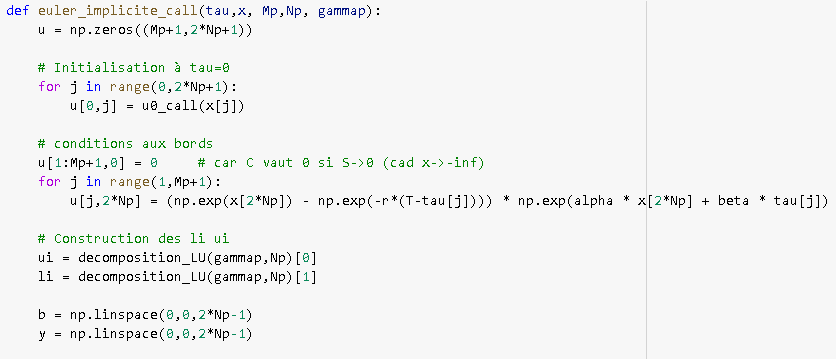 def euler_implicite_call(tau,x, Mp,Np, gammap):
    u = np.zeros((Mp+1,2*Np+1))
    # Initialisation à tau=0
    for j in range(0,2*Np+1):
        u[0,j] = u0_call(x[j])
    # conditions aux bords
    u[1:Mp+1,0] = 0     # car C vaut 0 si S->0 (cad x->-inf)
    for j in range(1,Mp+1):
        u[j,2*Np] = (np.exp(x[2*Np]) - np.exp(-r*(T-tau[j]))) * np.exp(alpha * x[2*Np] + beta * tau[j])
    # Construction des li ui
    ui = decomposition_LU(gammap,Np)[0]
    li = decomposition_LU(gammap,Np)[1]
    b = np.linspace(0,0,2*Np-1)
    y = np.linspace(0,0,2*Np-1)